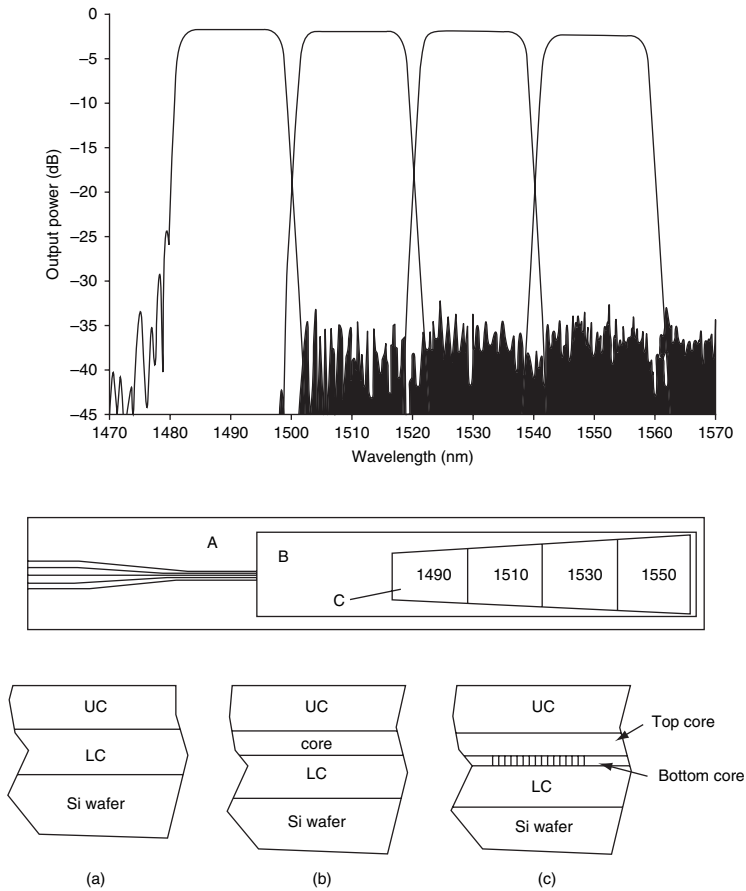 0
−5
−10
−15
−20
−25
−30
−35
−40
−45
Output power (dB)
1470 1480 1490 1500 1510 1520 1530 1540 1550 1560 1570
Wavelength (nm)
A
B
C
1490 1510 1530 1550
UC
LC
Si wafer
(a)
UC
core
LC
Si wafer
(b)
UC
Top core
Bottom core
LC
Si wafer
(c)